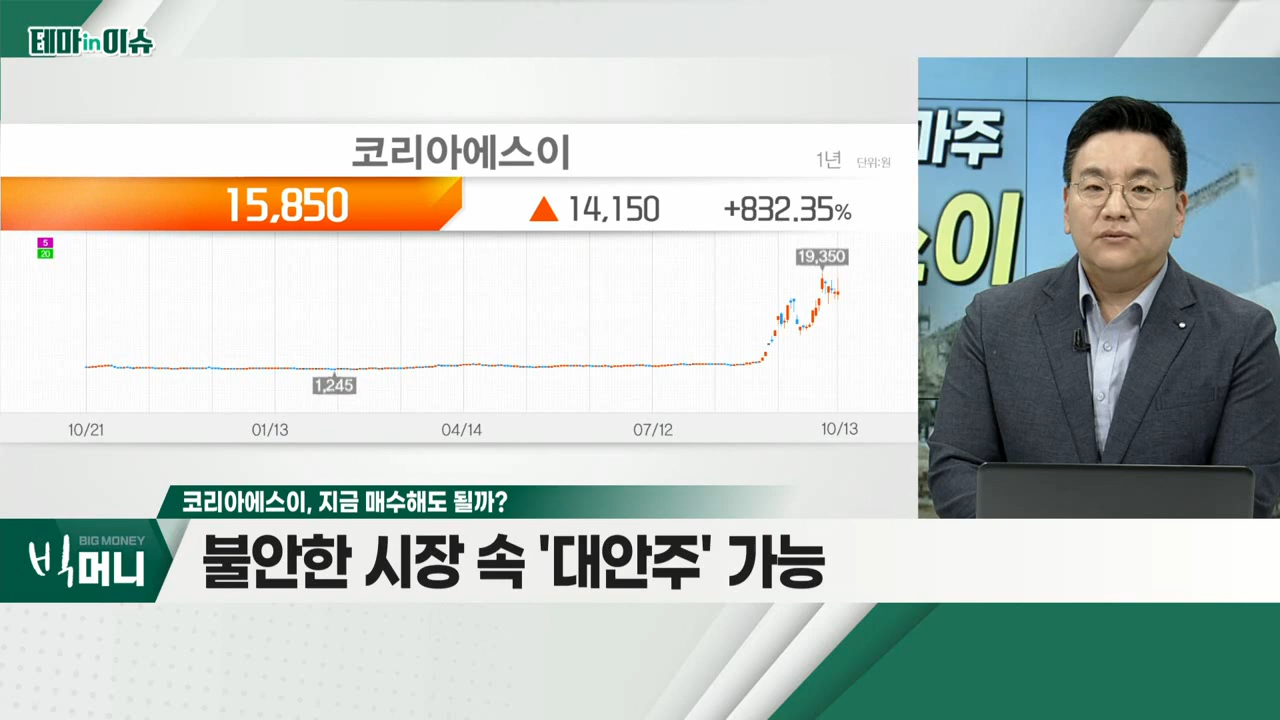 테마in이슈
코리아에스이
1년 단위:원
15,850 ▲ 14,150 +832.35%
5
20
19,350
1,245
10/21 01/13 04/14 07/12 10/13
마주
이
코리아에스이, 지금 매수해도 될까?
BIG MONEY
빅머니
불안한 시장 속 '대안주' 가능